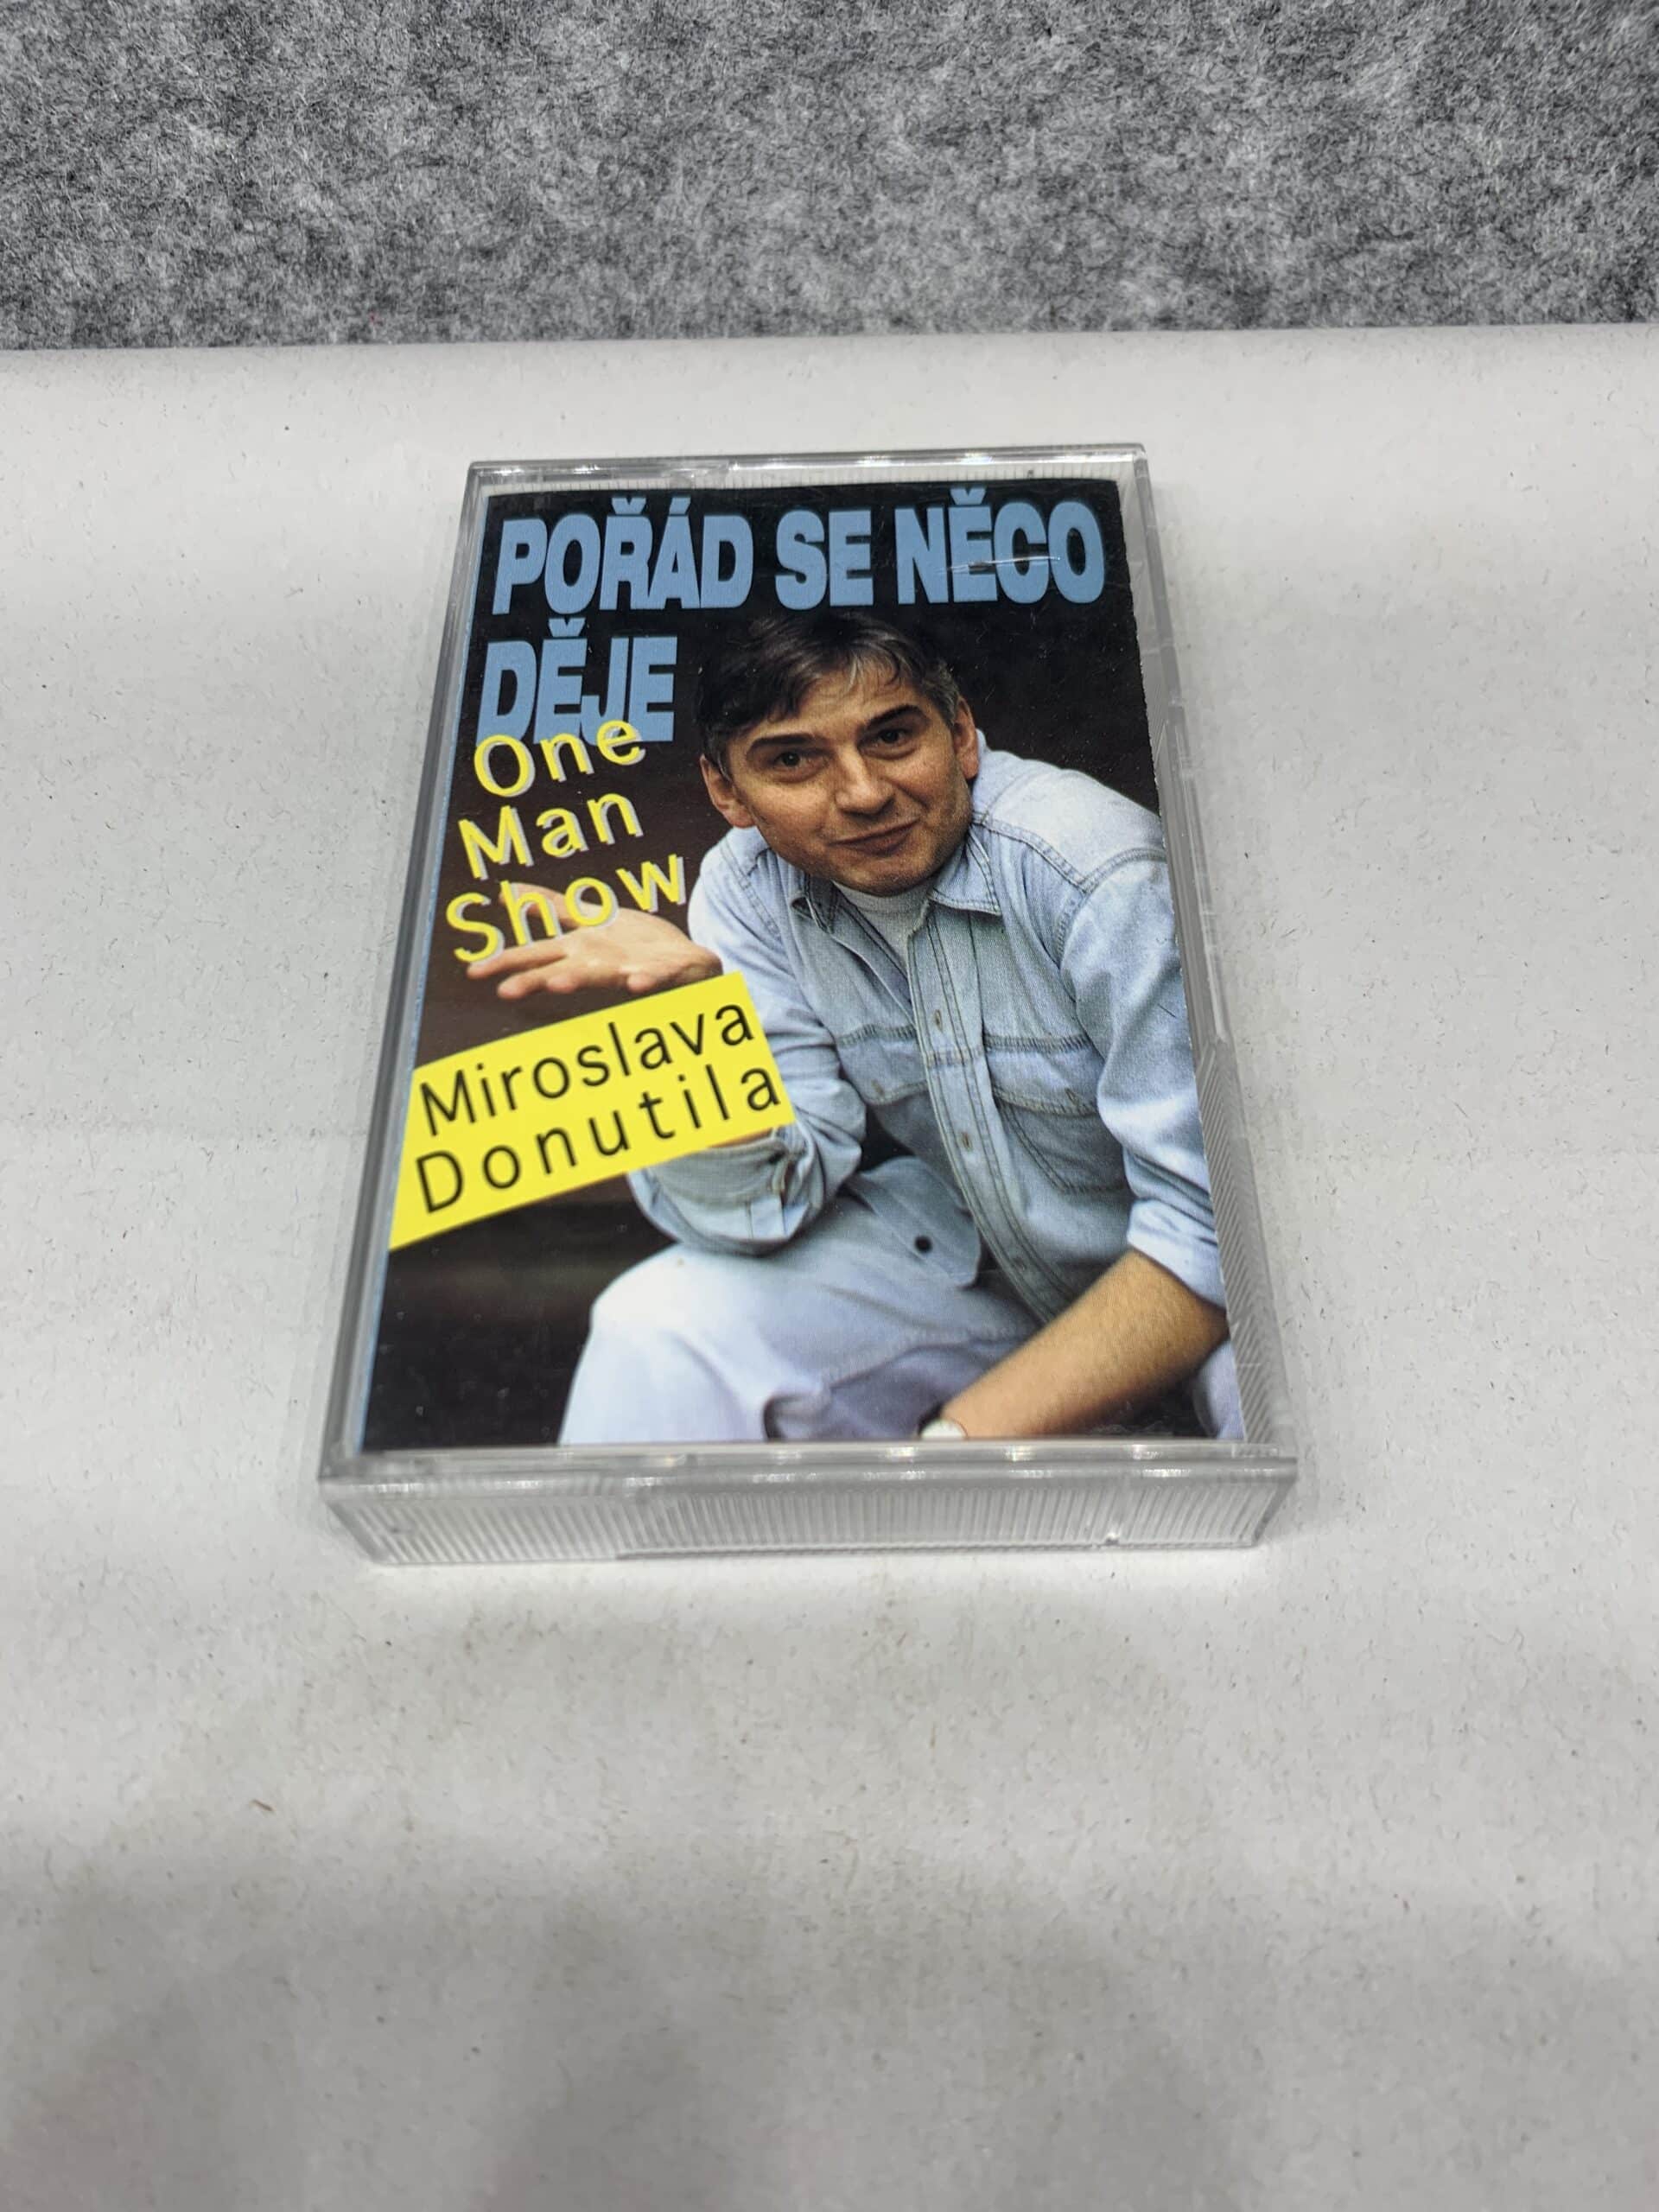 POŘÁD SE NĚCO
DĚJE
One
Man
Show
Miroslava
Donutila